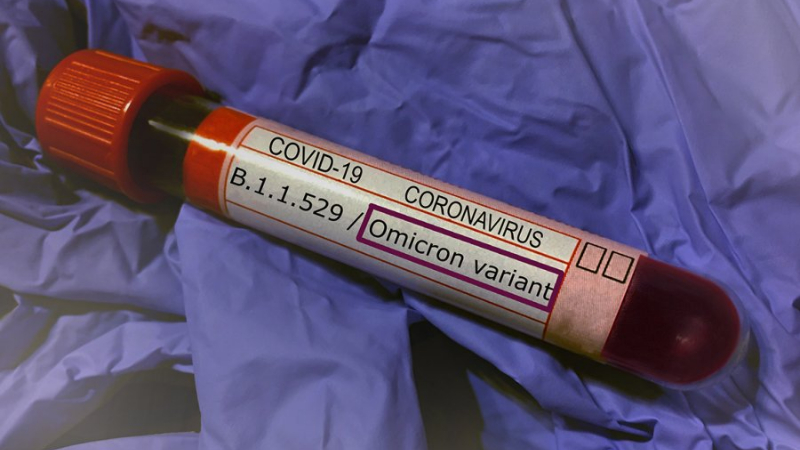 COVID-19 CORONAVIRUS
B.1.1.529 / Omicron variant